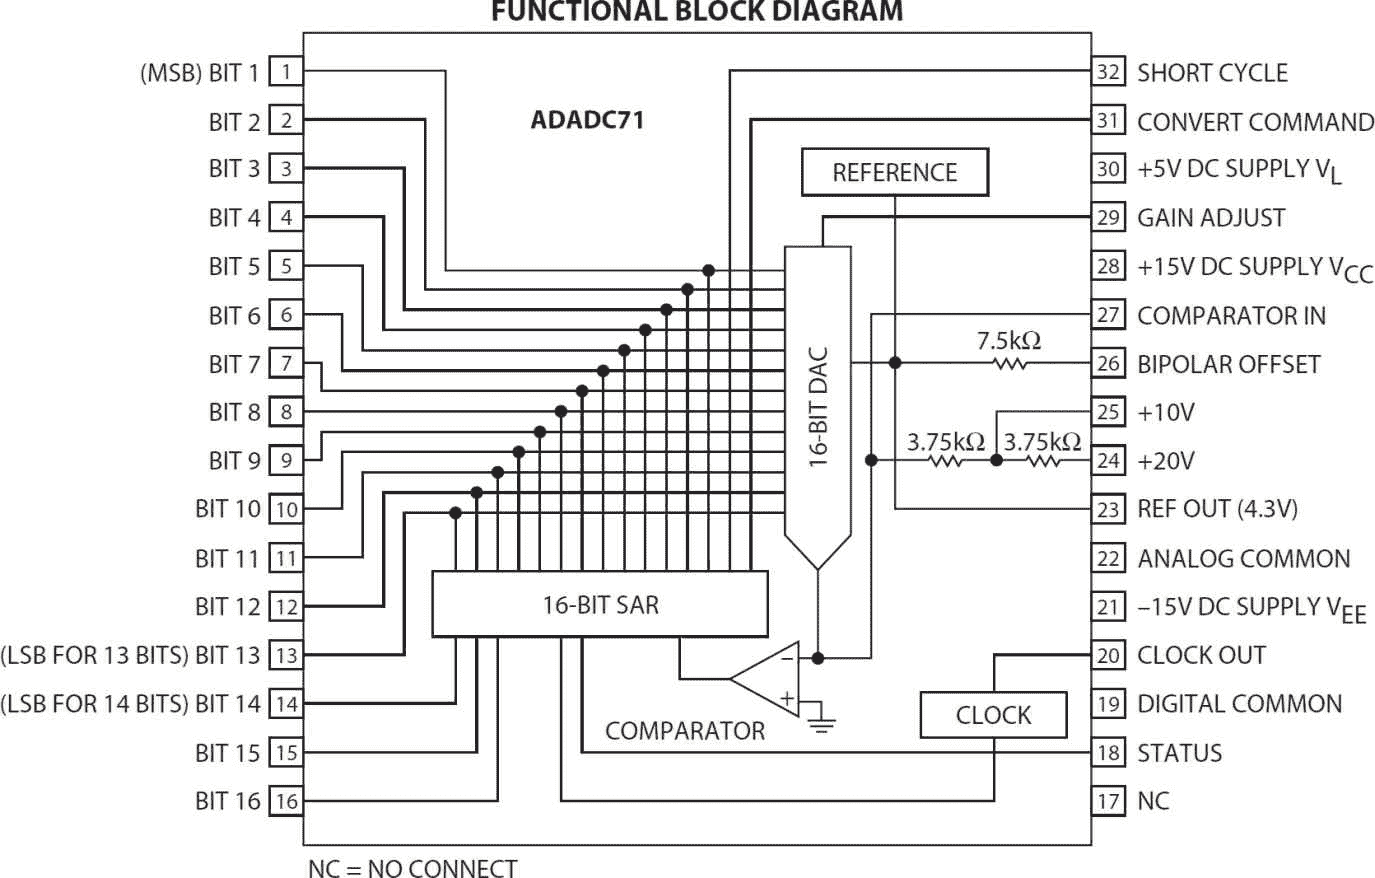 FUNCTIONAL BLOCK DIAGRAM
ADADC71
(MSB) BIT 1 1
BIT 2 2
BIT 3 3
BIT 4 4
BIT 5 5
BIT 6 6
BIT 7 7
BIT 8 8
BIT 9 9
BIT 10 10
BIT 11 11
BIT 12 12
(LSB FOR 13 BITS) BIT 13 13
(LSB FOR 14 BITS) BIT 14 14
BIT 15 15
BIT 16 16
REFERENCE
16-BIT DAC
7.5kΩ
3.75kΩ 3.75kΩ
16-BIT SAR
–
+
COMPARATOR
CLOCK
32 SHORT CYCLE
31 CONVERT COMMAND
30 +5V DC SUPPLY VL
29 GAIN ADJUST
28 +15V DC SUPPLY VCC
27 COMPARATOR IN
26 BIPOLAR OFFSET
25 +10V
24 +20V
23 REF OUT (4.3V)
22 ANALOG COMMON
21 –15V DC SUPPLY VEE
20 CLOCK OUT
19 DIGITAL COMMON
18 STATUS
17 NC
NC = NO CONNECT